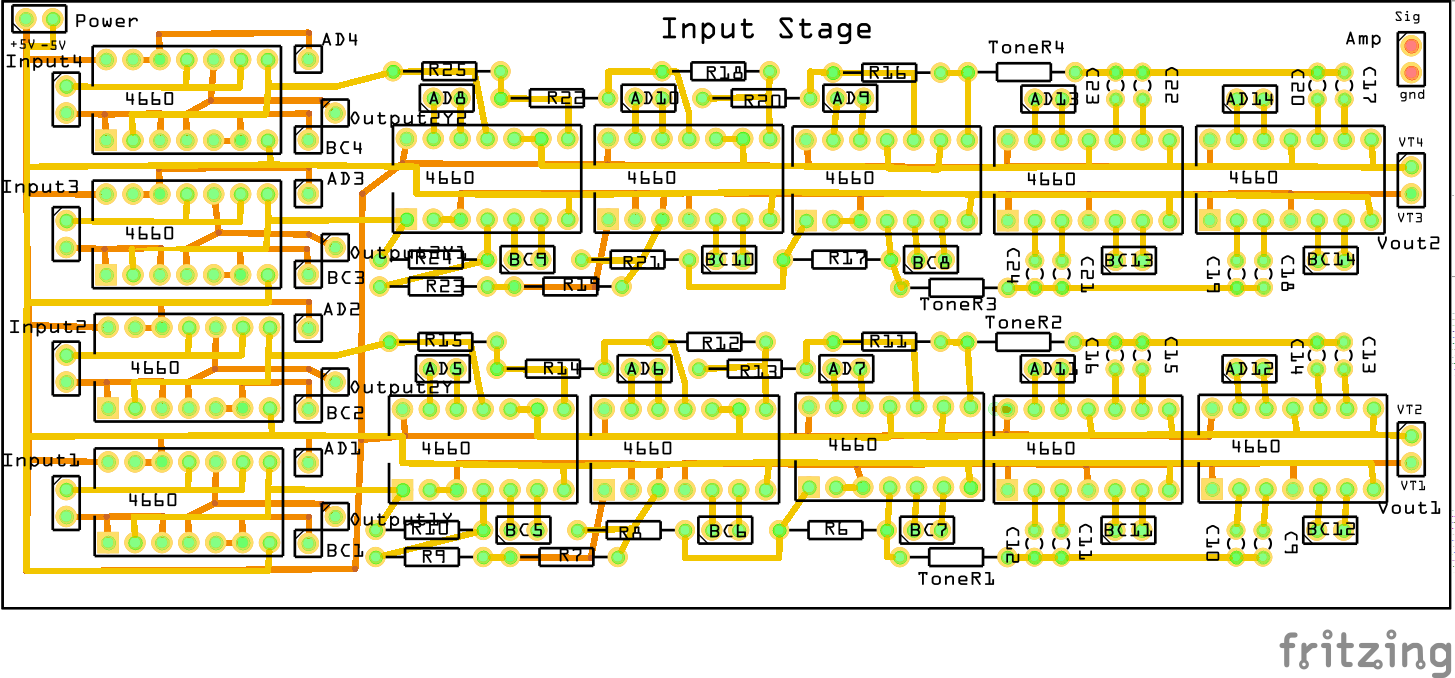 Power
Input Stage
Sig
+5V -5V
AD4
Amp
ToneR4
Input4
R25
R18
R16
C23
C22
C20
C17
4660
AD8
R22
AD10
R20
AD9
AD13
AD14
gnd
Output2Y2
BC4
VT4
AD3
Input3
4660
4660
4660
4660
4660
VT3
4660
Output2Y1
R24
BC9
R21
BC10
R17
BC8
C24
C21
BC13
C19
C18
BC14
Vout2
BC3
R23
R19
ToneR3
AD2
Input2
ToneR2
R15
R12
R11
C16
C15
C14
C13
4660
AD5
R14
AD6
R13
AD7
AD11
AD12
Output2Y
BC2
VT2
AD1
Input1
4660
4660
4660
4660
4660
VT1
4660
Vout1
Output1Y
R10
BC5
R8
BC6
R6
BC7
C12
C11
BC11
C10
C9
BC12
BC1
R9
R7
ToneR1
fritzing